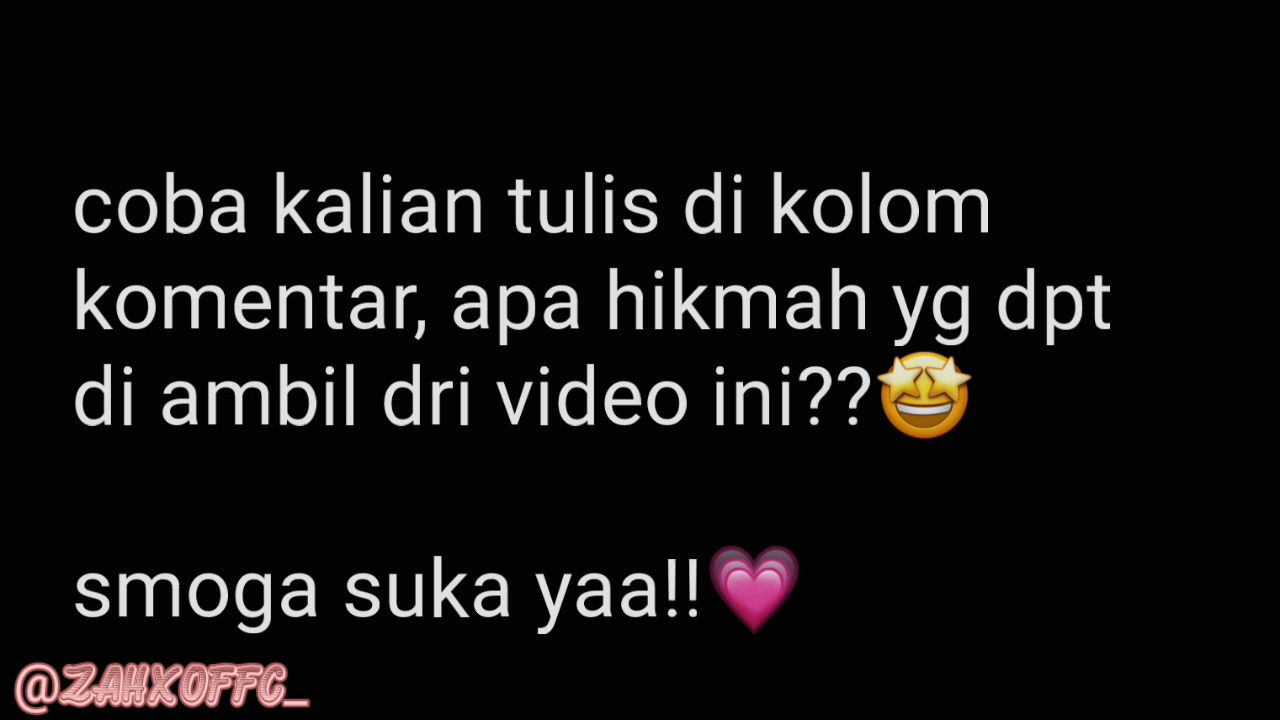 coba kalian tulis di kolom
komentar, apa hikmah yg dpt
di ambil dri video ini??🤩
smoga suka yaa!!💗
@ZAHXOFFC_